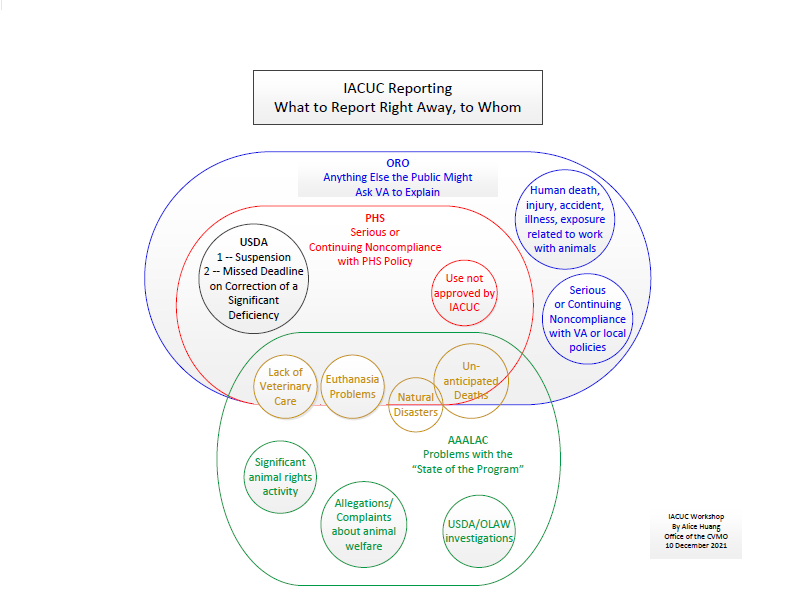 IACUC Reporting
What to Report Right Away, to Whom
ORO
Anything Else the Public Might
Ask VA to Explain
Human death,
injury, accident,
illness, exposure
related to work
with animals
PHS
Serious or
Continuing Noncompliance
with PHS Policy
USDA
1 -- Suspension
2 -- Missed Deadline
on Correction of a
Significant
Deficiency
Use not
approved by
IACUC
Serious
or Continuing
Noncompliance
with VA or local
policies
Lack of
Veterinary
Care
Euthanasia
Problems
Natural
Disasters
Un-
anticipated
Deaths
AAALAC
Problems with the
“State of the Program”
Significant
animal rights
activity
Allegations/
Complaints
about animal
welfare
USDA/OLAW
investigations
IACUC Workshop
By Alice Huang
Office of the CVMO
10 December 2021